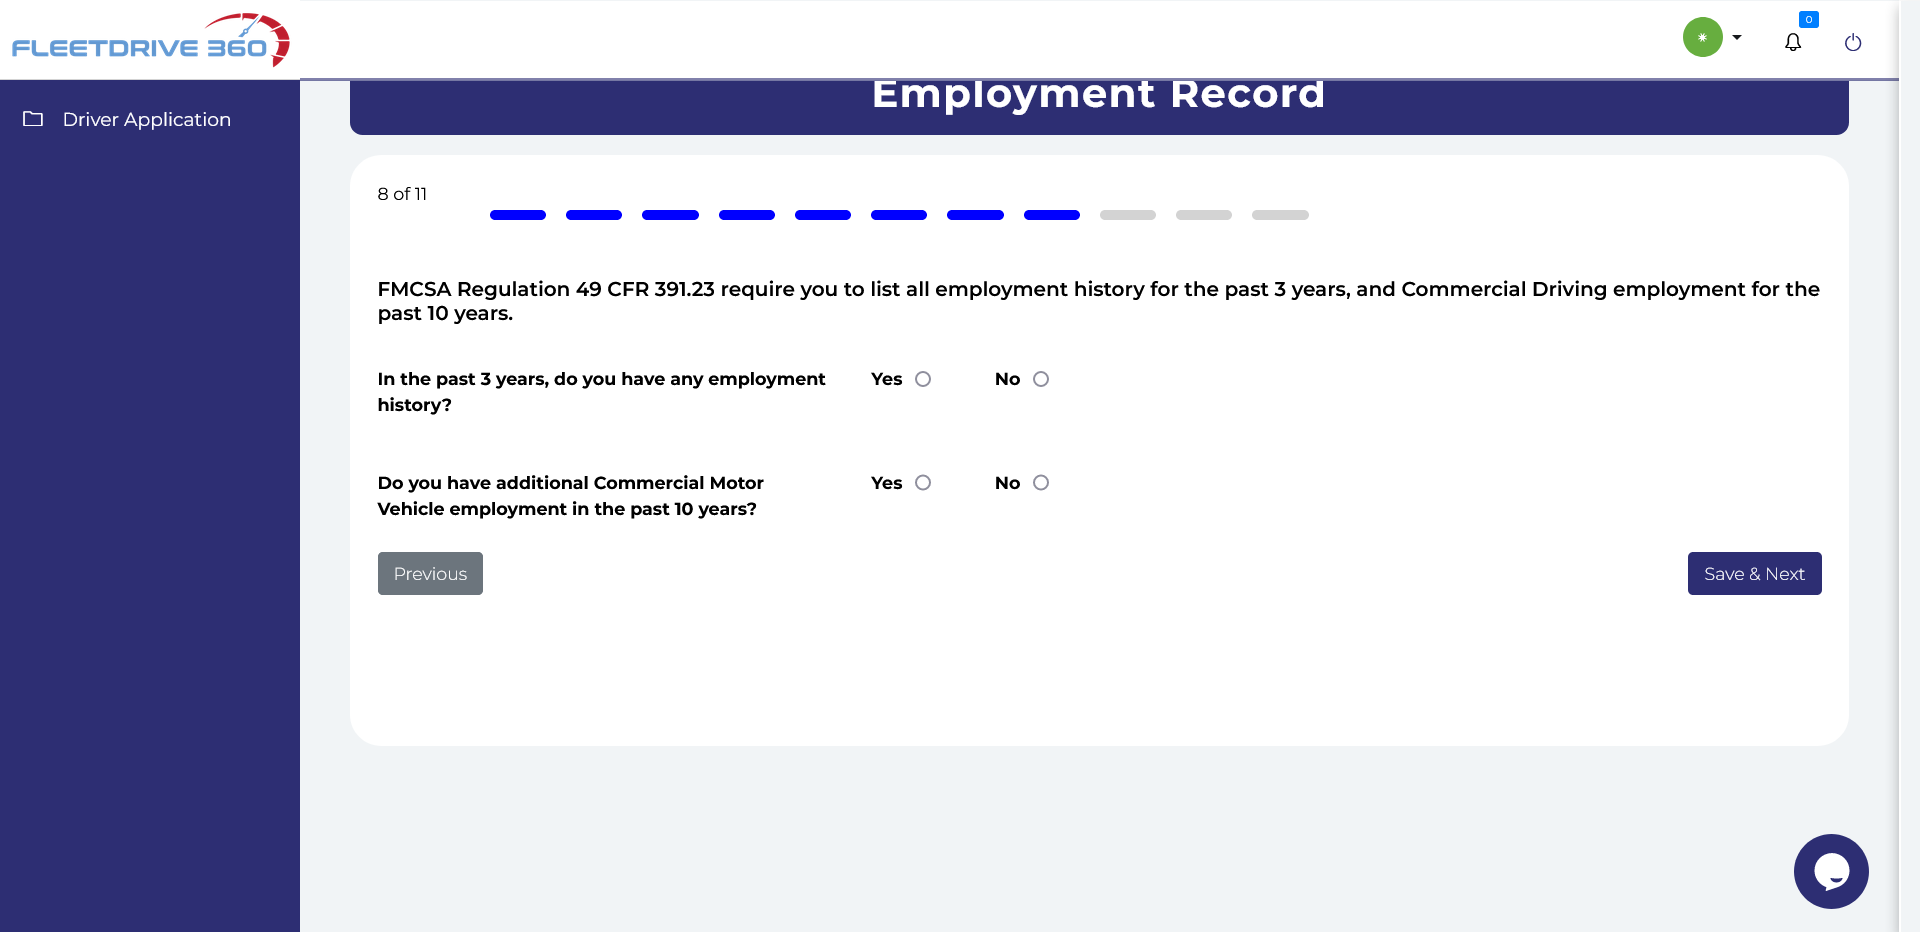 FLEETDRIVE 360
0
Driver Application
Employment Record
8 of 11
FMCSA Regulation 49 CFR 391.23 require you to list all employment history for the past 3 years, and Commercial Driving employment for the
past 10 years.
In the past 3 years, do you have any employment
history?
Yes
No
Do you have additional Commercial Motor
Vehicle employment in the past 10 years?
Yes
No
Previous
Save & Next